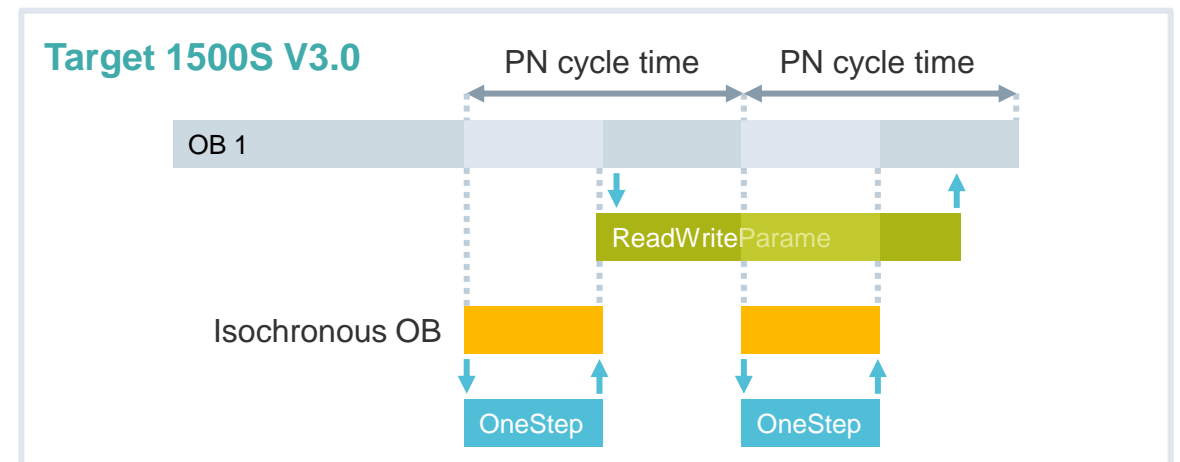 Target 1500S V3.0
PN cycle time
PN cycle time
OB 1
ReadWriteParame
Isochronous OB
OneStep
OneStep